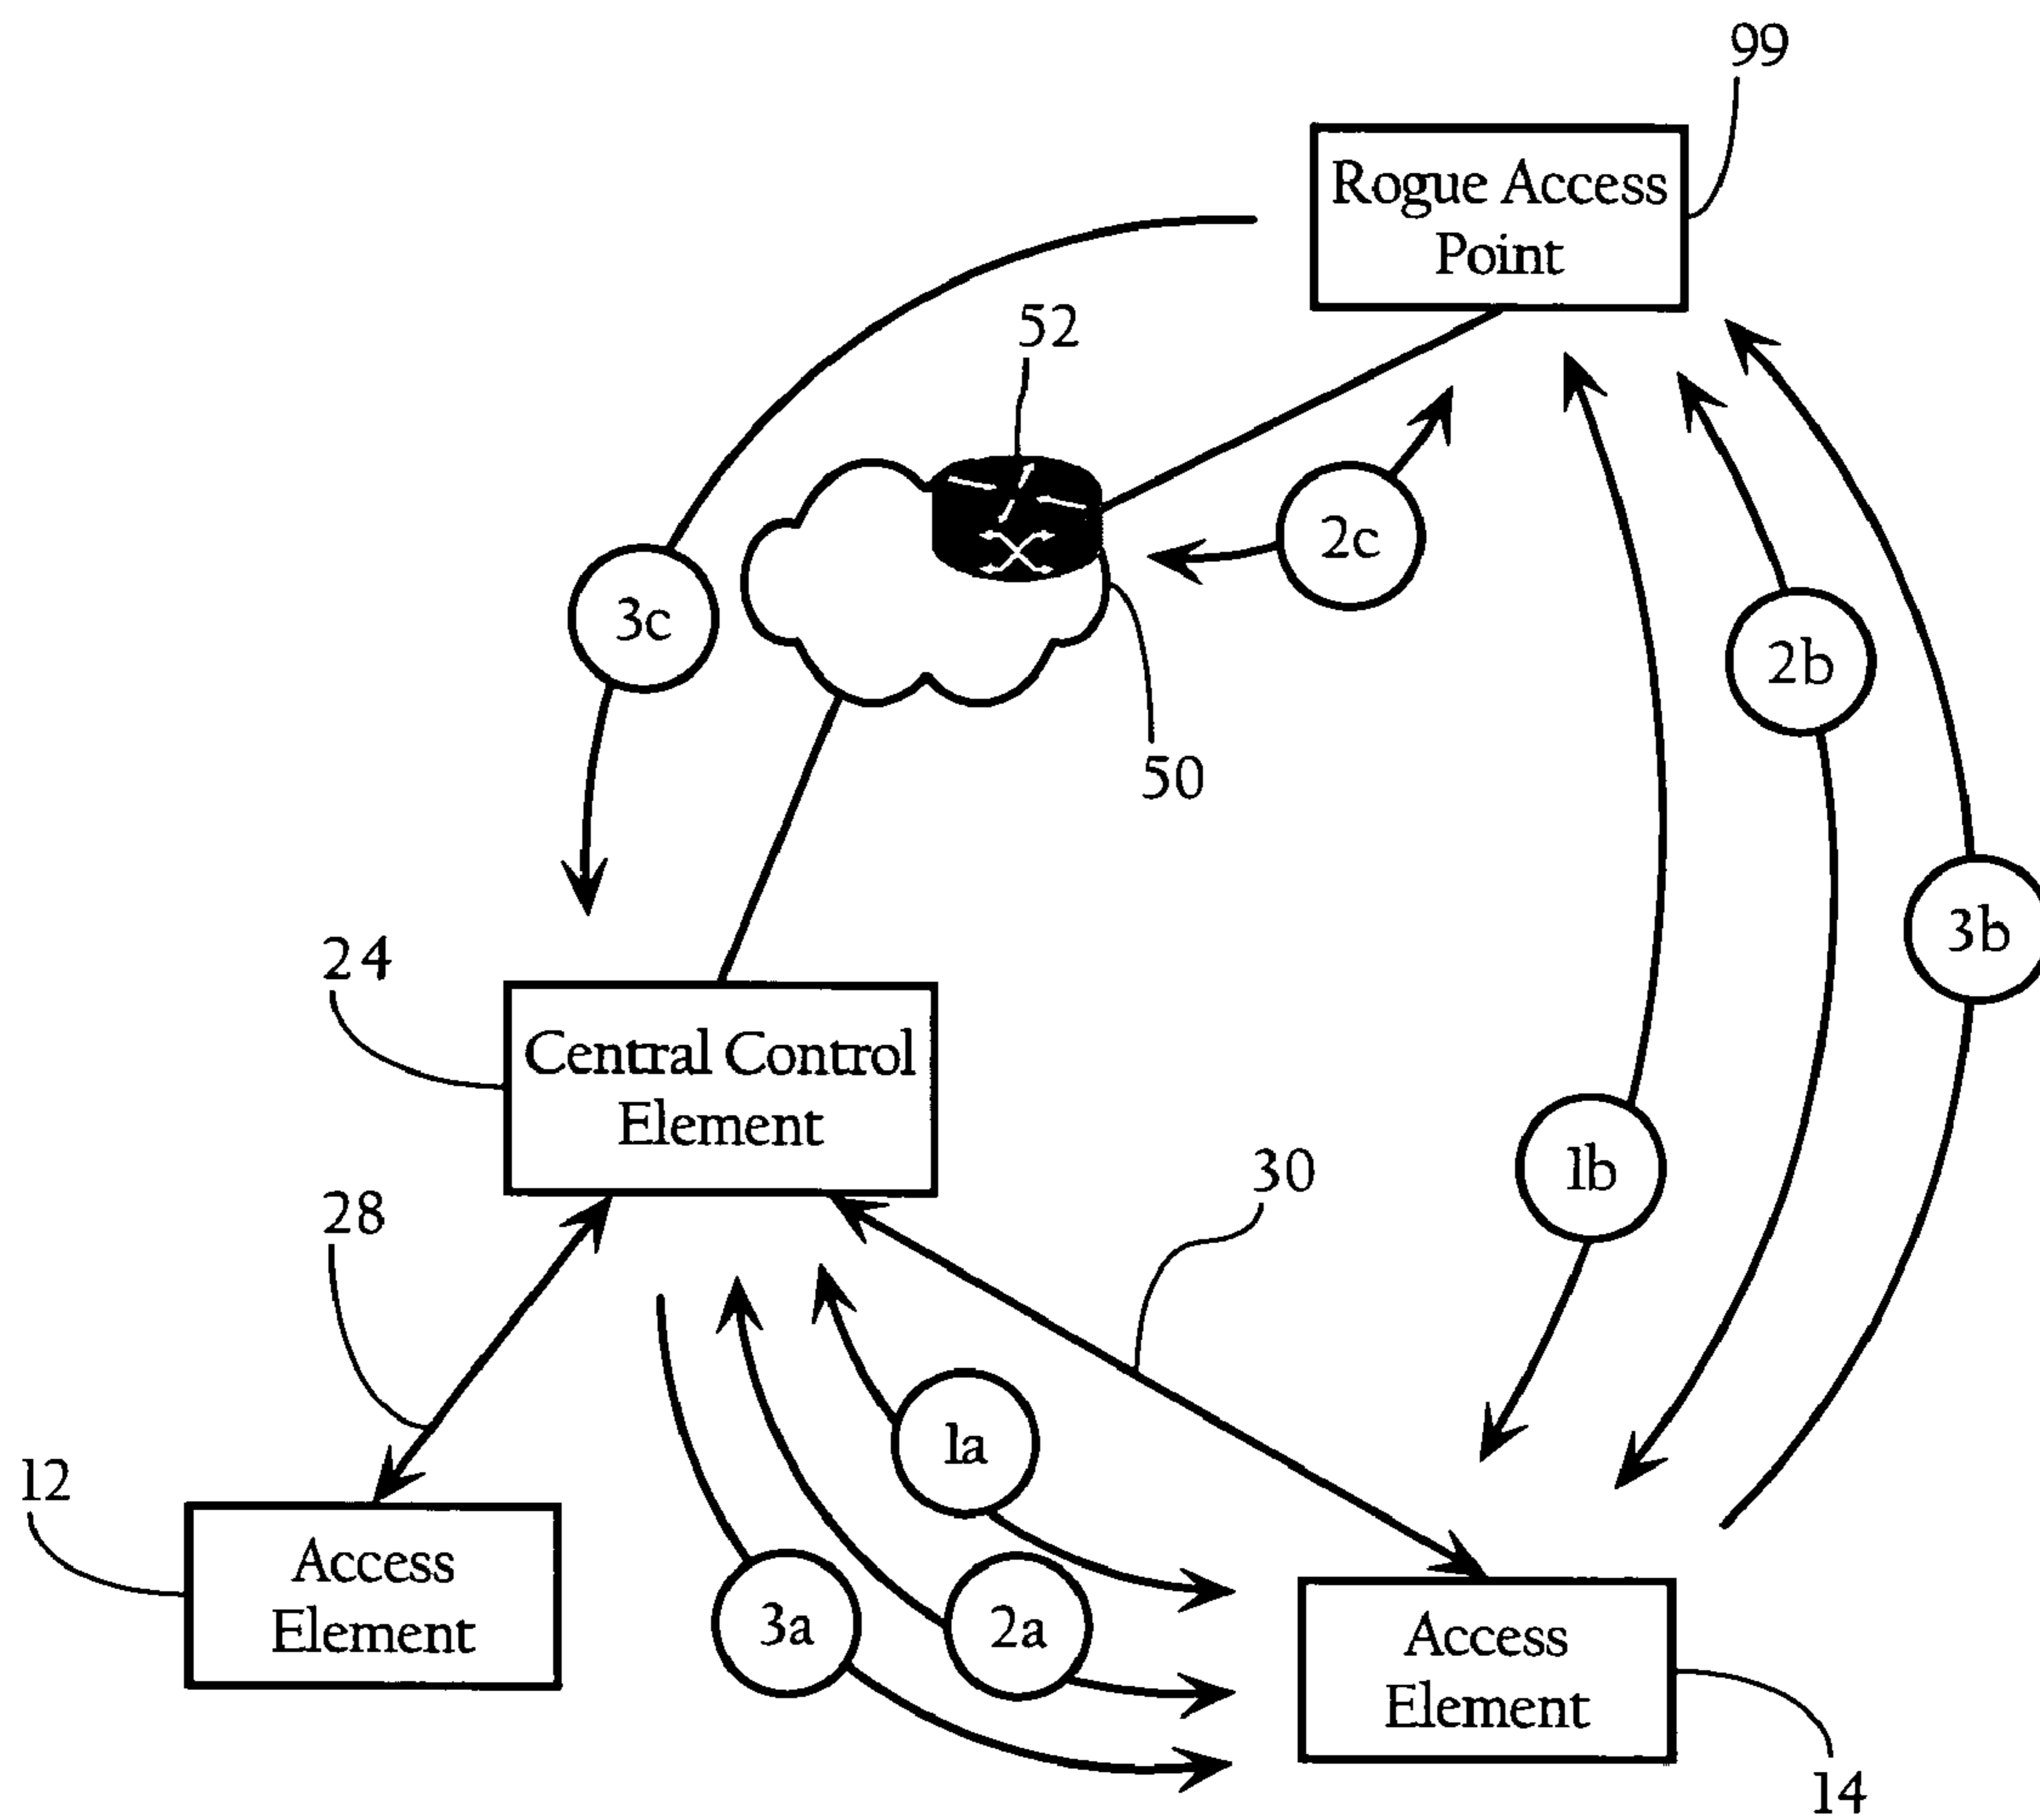 99
Rogue Access
Point
52
2c
3c
2b
50
3b
24
Central Control
Element
1b
30
28
1a
12
Access
Element
3a
2a
Access
Element
14